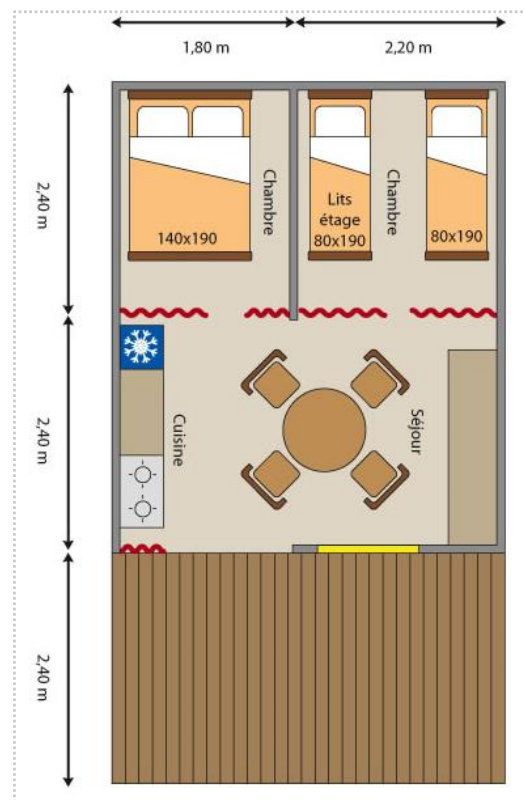 1,80 m
2,20 m
2,40 m
140x190
Chambre
Lits
étage
80x190
Chambre
80x190
2,40 m
Cuisine
Séjour
2,40 m